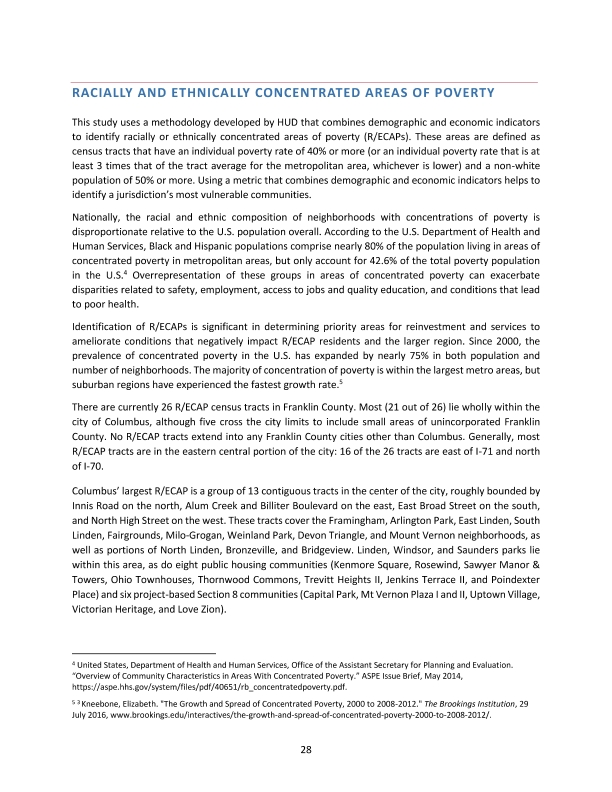 RACIALLY AND ETHNICALLY CONCENTRATED AREAS OF POVERTY
This study uses a methodology developed by HUD that combines demographic and economic indicators
to identify racially or ethnically concentrated areas of poverty (R/ECAPs). These areas are defined as
census tracts that have an individual poverty rate of 40% or more (or an individual poverty rate that is at
least 3 times that of the tract average for the metropolitan area, whichever is lower) and a non-white
population of 50% or more. Using a metric that combines demographic and economic indicators helps to
identify a jurisdiction's most vulnerable communities.
Nationally, the racial and ethnic composition of neighborhoods with concentrations of poverty is
disproportionate relative to the U.S. population overall. According to the U.S. Department of Health and
Human Services, Black and Hispanic populations comprise nearly 80% of the population living in areas of
concentrated poverty in metropolitan areas, but only account for 42.6% of the total poverty population
in the U.S.4 Overrepresentation of these groups in areas of concentrated poverty can exacerbate
disparities related to safety, employment, access to jobs and quality education, and conditions that lead
to poor health.
Identification of R/ECAPs is significant in determining priority areas for reinvestment and services to
ameliorate conditions that negatively impact R/ECAP residents and the larger region. Since 2000, the
prevalence of concentrated poverty in the U.S. has expanded by nearly 75% in both population and
number of neighborhoods. The majority of concentration of poverty is within the largest metro areas, but
suburban regions have experienced the fastest growth rate.5
There are currently 26 R/ECAP census tracts in Franklin County. Most (21 out of 26) lie wholly within the
city of Columbus, although five cross the city limits to include small areas of unincorporated Franklin
County. No R/ECAP tracts extend into any Franklin County cities other than Columbus. Generally, most
R/ECAP tracts are in the eastern central portion of the city: 16 of the 26 tracts are east of I-71 and north
of I-70.
Columbus' largest R/ECAP is a group of 13 contiguous tracts in the center of the city, roughly bounded by
Innis Road on the north, Alum Creek and Billiter Boulevard on the east, East Broad Street on the south,
and North High Street on the west. These tracts cover the Framingham, Arlington Park, East Linden, South
Linden, Fairgrounds, Milo-Grogan, Weinland Park, Devon Triangle, and Mount Vernon neighborhoods, as
well as portions of North Linden, Bronzeville, and Bridgeview. Linden, Windsor, and Saunders parks lie
within this area, as do eight public housing communities (Kenmore Square, Rosewind, Sawyer Manor &
Towers, Ohio Townhouses, Thornwood Commons, Trevitt Heights II, Jenkins Terrace II, and Poindexter
Place) and six project-based Section 8 communities (Capital Park, Mt Vernon Plaza I and II, Uptown Village,
Victorian Heritage, and Love Zion).
4 United States, Department of Health and Human Services, Office of the Assistant Secretary for Planning and Evaluation.
"Overview of Community Characteristics in Areas With Concentrated Poverty." ASPE Issue Brief, May 2014,
https://aspe.hhs.gov/system/files/pdf/40651/rb_concentratedpoverty.pdf.
5 3 Kneebone, Elizabeth. "The Growth and Spread of Concentrated Poverty, 2000 to 2008-2012." The Brookings Institution, 29
July 2016, www.brookings.edu/interactives/the-growth-and-spread-of-concentrated-poverty-2000-to-2008-2012/.
28